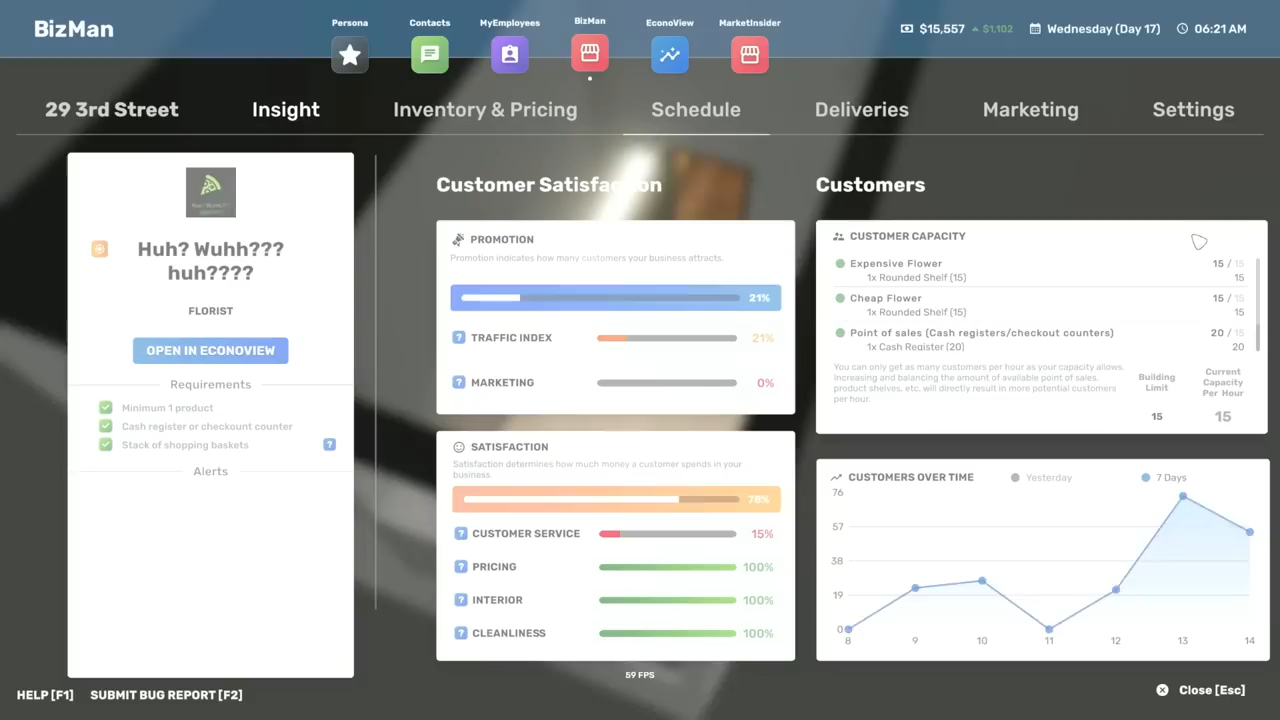 BizMan
Persona
Contacts
MyEmployees
BizMan
EconoView
MarketInsider
$15,557
$1,102
Wednesday (Day 17)
06:21 AM
29 3rd Street
Insight
Inventory & Pricing
Schedule
Deliveries
Marketing
Settings
Huh? Wuhh???
huh????
FLORIST
OPEN IN ECONOVIEW
Requirements
Minimum 1 product
Cash register or checkount counter
Stack of shopping baskets
?
Alerts
Customer Satisfaction
PROMOTION
Promotion indicates how many customers your business attracts.
21%
? TRAFFIC INDEX 21%
? MARKETING 0%
SATISFACTION
Satisfaction determines how much money a customer spends in your
business.
78%
? CUSTOMER SERVICE 15%
? PRICING 100%
? INTERIOR 100%
? CLEANLINESS 100%
Customers
CUSTOMER CAPACITY
Expensive Flower 15 / 15
1x Rounded Shelf (15) 15
Cheap Flower 15 / 15
1x Rounded Shelf (15) 15
Point of sales (Cash registers/checkout counters) 20 / 15
1x Cash Register (20) 20
You can only get as many customers per hour as your capacity allows.
Increasing and balancing the amount of available point of sales,
product shelves, etc. will directly result in more potential customers
per hour.
Building
Limit
15
Current
Capacity
Per Hour
15
CUSTOMERS OVER TIME
Yesterday
7 Days
76
57
38
19
0
8 9 10 11 12 13 14
59 FPS
HELP [F1]
SUBMIT BUG REPORT [F2]
Close [Esc]